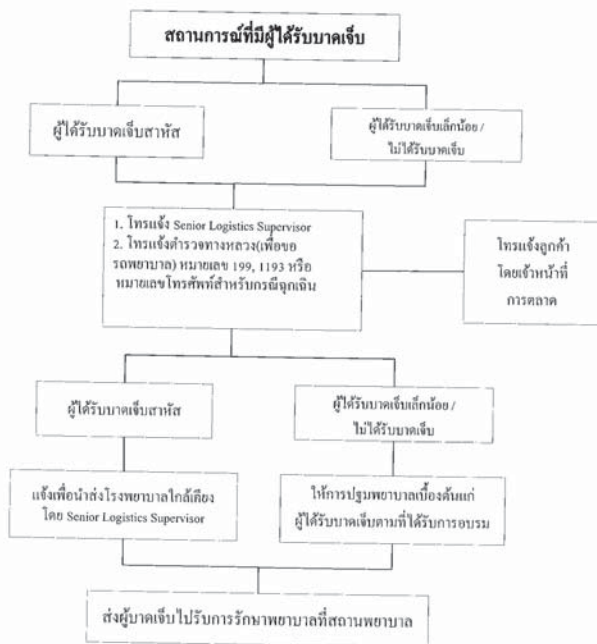 สถานการณ์ที่มีผู้ได้รับบาดเจ็บ
ผู้ได้รับบาดเจ็บสาหัส
ผู้ได้รับบาดเจ็บเล็กน้อย /
ไม่ได้รับบาดเจ็บ
1. โทรแจ้ง Senior Logistics Supervisor
2. โทรแจ้งตำรวจทางหลวง(เพื่อขอ
รถพยาบาล) หมายเลข 199, 1193 หรือ
หมายเลขโทรศัพท์สำหรับกรณีฉุกเฉิน
โทรแจ้งลูกค้า
โดยเจ้าหน้าที่
การตลาด
ผู้ได้รับบาดเจ็บสาหัส
ผู้ได้รับบาดเจ็บเล็กน้อย /
ไม่ได้รับบาดเจ็บ
แจ้งเพื่อนำส่งโรงพยาบาลใกล้เคียง
โดย Senior Logistics Supervisor
ให้การปฐมพยาบาลเบื้องต้นแก่
ผู้ได้รับบาดเจ็บตามที่ได้รับการอบรม
ส่งผู้บาดเจ็บไปรับการรักษาพยาบาลที่สถานพยาบาล